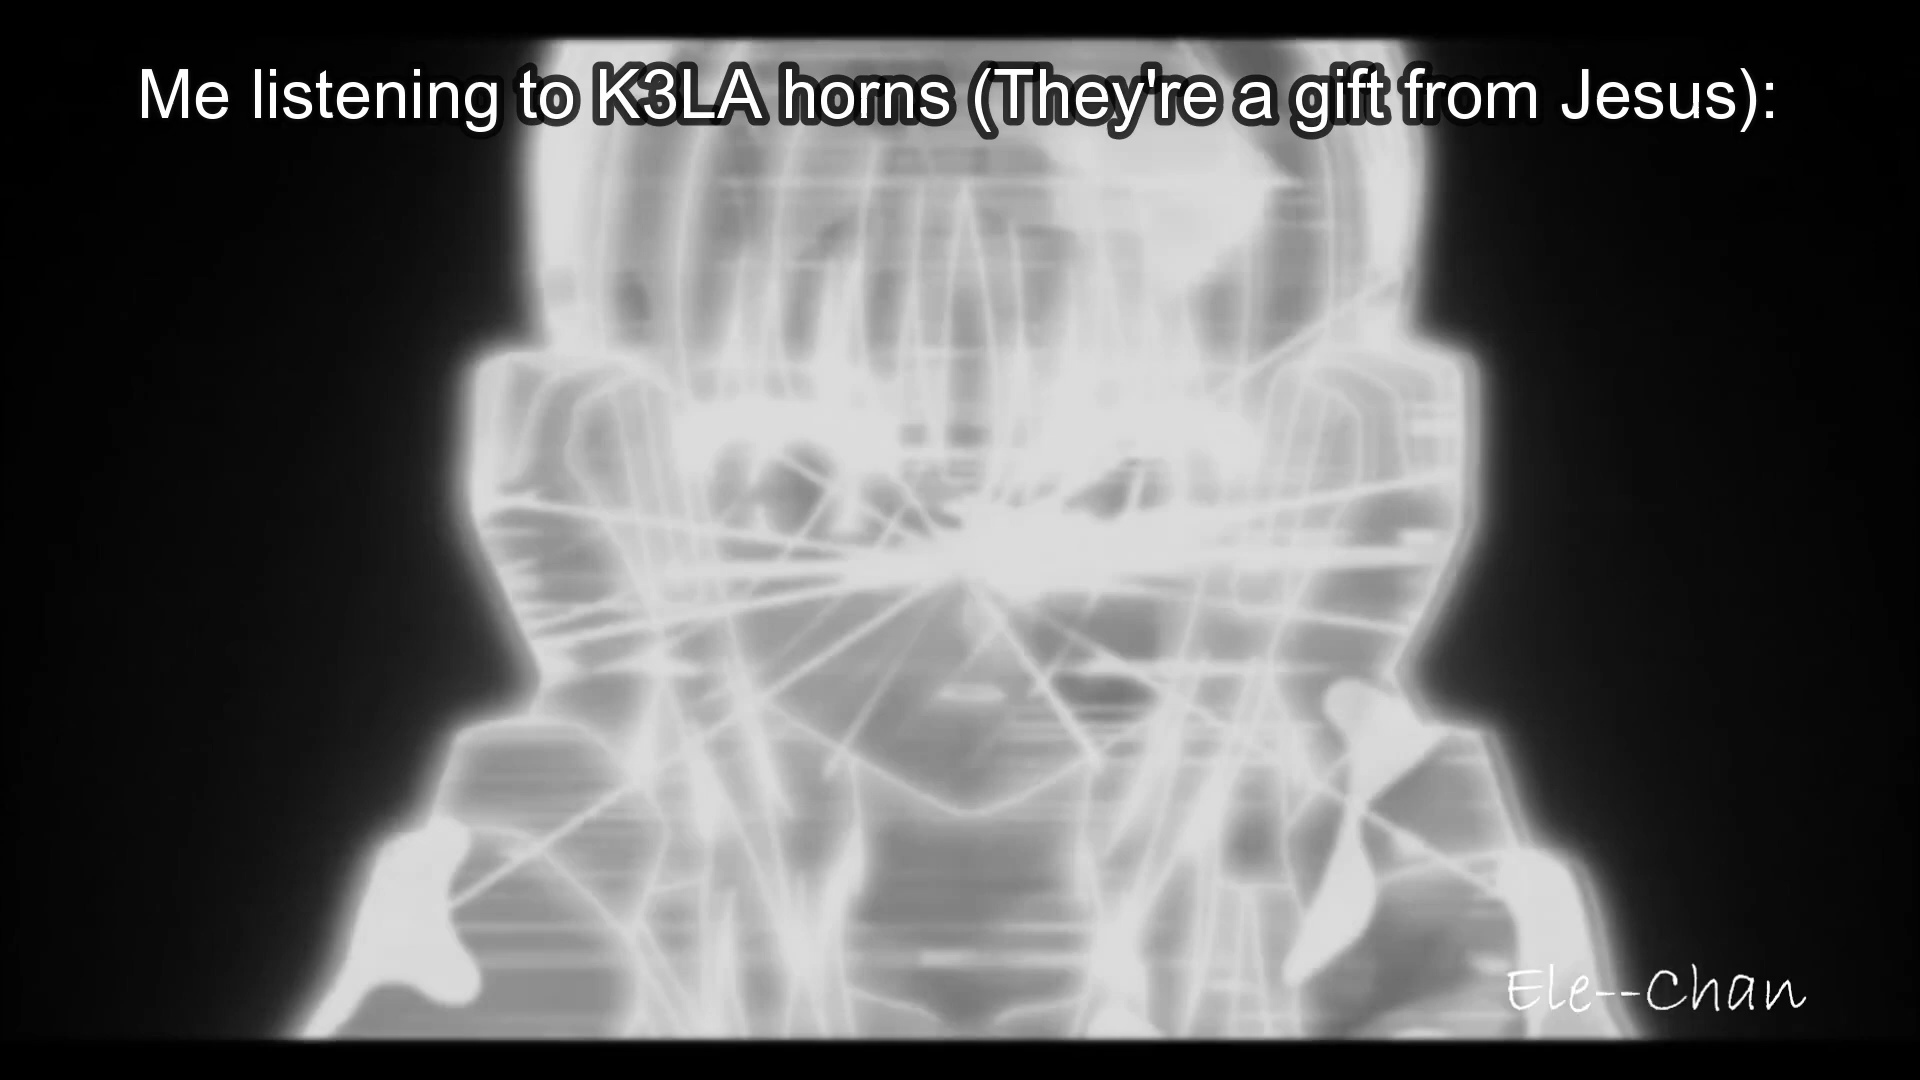 Me listening to K3LA horns (They're a gift from Jesus):
Ele--Chan